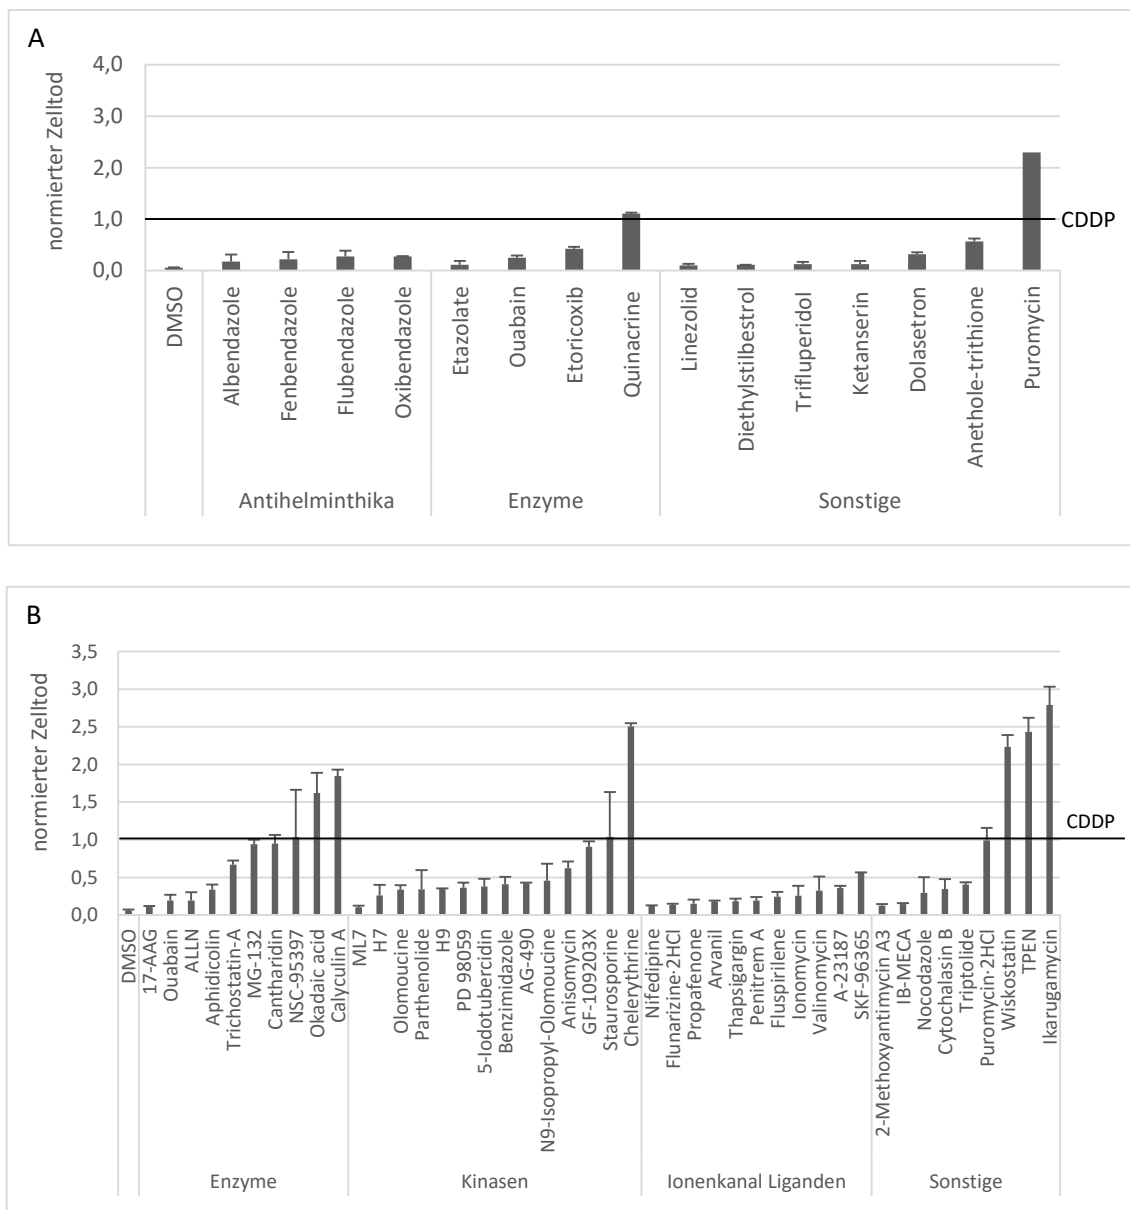 A
normierter Zelltod
4,0
3,0
2,0
1,0
0,0
CDDP
DMSO
Albendazole
Fenbendazole
Flubendazole
Oxibendazole
Etazolate
Ouabain
Etoricoxib
Quinacrine
Linezolid
Diethylstilbestrol
Trifluperidol
Ketanserin
Dolasetron
Anethole-trithione
Puromycin
Antihelminthika
Enzyme
Sonstige
B
normierter Zelltod
3,5
3,0
2,5
2,0
1,5
1,0
0,5
0,0
CDDP
DMSO
17-AAG
Ouabain
ALLN
Aphidicolin
Trichostatin-A
MG-132
Cantharidin
NSC-95397
Okadaic acid
Calyculin A
ML7
H7
Olomoucine
Parthenolide
H9
PD 98059
5-Iodotubercidin
Benzimidazole
AG-490
N9-Isopropyl-Olomoucine
Anisomycin
GF-109203X
Staurosporine
Chelerythrine
Nifedipine
Flunarizine·2HCl
Propafenone
Arvanil
Thapsigargin
Penitrem A
Fluspirilene
Ionomycin
Valinomycin
A-23187
SKF-96365
2-Methoxyantimycin A3
IB-MECA
Nocodazole
Cytochalasin B
Triptolide
Puromycin·2HCl
Wiskostatin
TPEN
Ikarugamycin
Enzyme
Kinasen
Ionenkanal Liganden
Sonstige